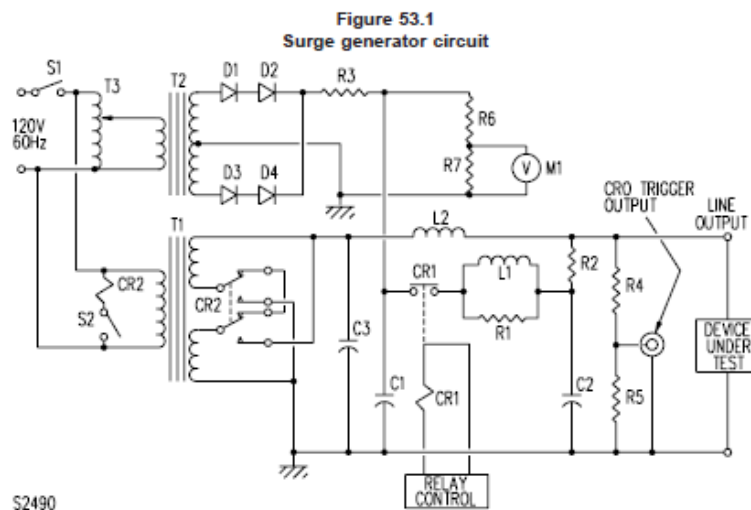 Figure 53.1
Surge generator circuit
S1
T3
T2
D1
D2
R3
120V
60Hz
R6
R7
V
M1
D3
D4
CRO TRIGGER
OUTPUT
LINE
OUTPUT
T1
L2
CR2
S2
CR2
C3
CR1
L1
R1
R2
R4
DEVICE
UNDER
TEST
C1
CR1
C2
R5
RELAY
CONTROL
S2490